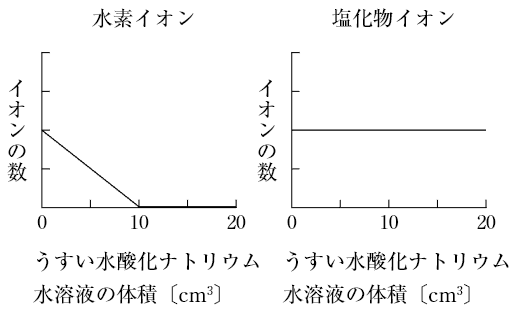 水素イオン
イオンの数
0 10 20
うすい水酸化ナトリウム
水溶液の体積〔cm³〕
塩化物イオン
イオンの数
0 10 20
うすい水酸化ナトリウム
水溶液の体積〔cm³〕